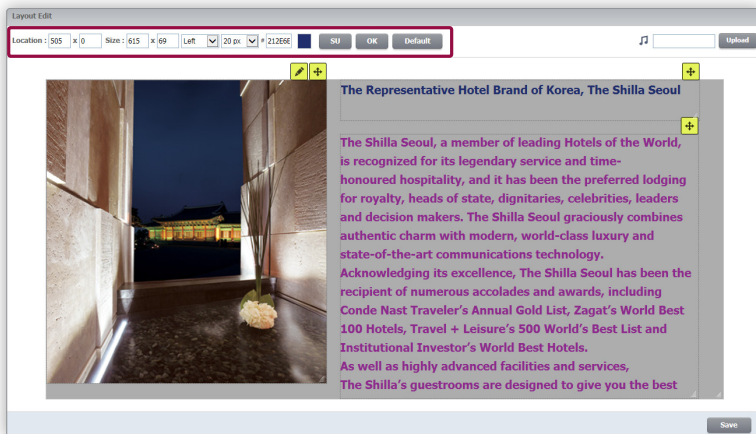 Layout Edit
Location : 505 x 0 Size : 615 x 69 Left 20 px # 212E6E SU OK Default Upload
The Representative Hotel Brand of Korea, The Shilla Seoul
The Shilla Seoul, a member of leading Hotels of the World,
is recognized for its legendary service and time-
honoured hospitality, and it has been the preferred lodging
for royalty, heads of state, dignitaries, celebrities, leaders
and decision makers. The Shilla Seoul graciously combines
authentic charm with modern, world-class luxury and
state-of-the-art communications technology.
Acknowledging its excellence, The Shilla Seoul has been the
recipient of numerous accolades and awards, including
Conde Nast Traveler's Annual Gold List, Zagat's World Best
100 Hotels, Travel + Leisure's 500 World's Best List and
Institutional Investor's World Best Hotels.
As well as highly advanced facilities and services,
The Shilla's guestrooms are designed to give you the best
Save